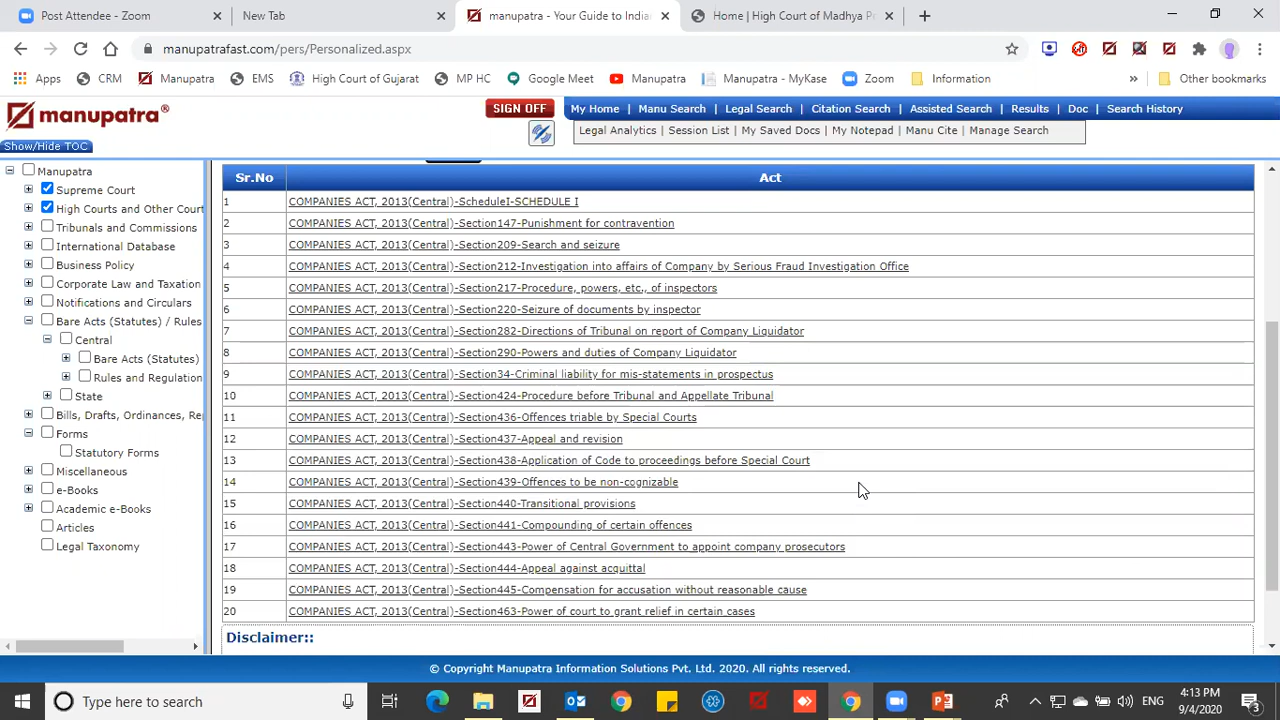 Post Attendee - Zoom
New Tab
manupatra - Your Guide to India
Home | High Court of Madhya P
manupatrafast.com/pers/Personalized.aspx
Apps
CRM
Manupatra
EMS
High Court of Gujarat
MP HC
Google Meet
Manupatra
Manupatra - MyKase
Zoom
Information
»
Other bookmarks
manupatra®
SIGN OFF
My Home | Manu Search | Legal Search | Citation Search | Assisted Search | Results | Doc | Search History
Legal Analytics | Session List | My Saved Docs | My Notepad | Manu Cite | Manage Search
Show/Hide TOC
Manupatra
Supreme Court
High Courts and Other Court
Tribunals and Commissions
International Database
Business Policy
Corporate Law and Taxation
Notifications and Circulars
Bare Acts (Statutes) / Rules
Central
Bare Acts (Statutes)
Rules and Regulation
State
Bills, Drafts, Ordinances, Re
Forms
Statutory Forms
Miscellaneous
e-Books
Academic e-Books
Articles
Legal Taxonomy
Sr.No Act
1 COMPANIES ACT, 2013(Central)-ScheduleI-SCHEDULE I
2 COMPANIES ACT, 2013(Central)-Section147-Punishment for contravention
3 COMPANIES ACT, 2013(Central)-Section209-Search and seizure
4 COMPANIES ACT, 2013(Central)-Section212-Investigation into affairs of Company by Serious Fraud Investigation Office
5 COMPANIES ACT, 2013(Central)-Section217-Procedure, powers, etc., of inspectors
6 COMPANIES ACT, 2013(Central)-Section220-Seizure of documents by inspector
7 COMPANIES ACT, 2013(Central)-Section282-Directions of Tribunal on report of Company Liquidator
8 COMPANIES ACT, 2013(Central)-Section290-Powers and duties of Company Liquidator
9 COMPANIES ACT, 2013(Central)-Section34-Criminal liability for mis-statements in prospectus
10 COMPANIES ACT, 2013(Central)-Section424-Procedure before Tribunal and Appellate Tribunal
11 COMPANIES ACT, 2013(Central)-Section436-Offences triable by Special Courts
12 COMPANIES ACT, 2013(Central)-Section437-Appeal and revision
13 COMPANIES ACT, 2013(Central)-Section438-Application of Code to proceedings before Special Court
14 COMPANIES ACT, 2013(Central)-Section439-Offences to be non-cognizable
15 COMPANIES ACT, 2013(Central)-Section440-Transitional provisions
16 COMPANIES ACT, 2013(Central)-Section441-Compounding of certain offences
17 COMPANIES ACT, 2013(Central)-Section443-Power of Central Government to appoint company prosecutors
18 COMPANIES ACT, 2013(Central)-Section444-Appeal against acquittal
19 COMPANIES ACT, 2013(Central)-Section445-Compensation for accusation without reasonable cause
20 COMPANIES ACT, 2013(Central)-Section463-Power of court to grant relief in certain cases
Disclaimer::
© Copyright Manupatra Information Solutions Pvt. Ltd. 2020. All rights reserved.
Type here to search
ENG
4:13 PM
9/4/2020
3